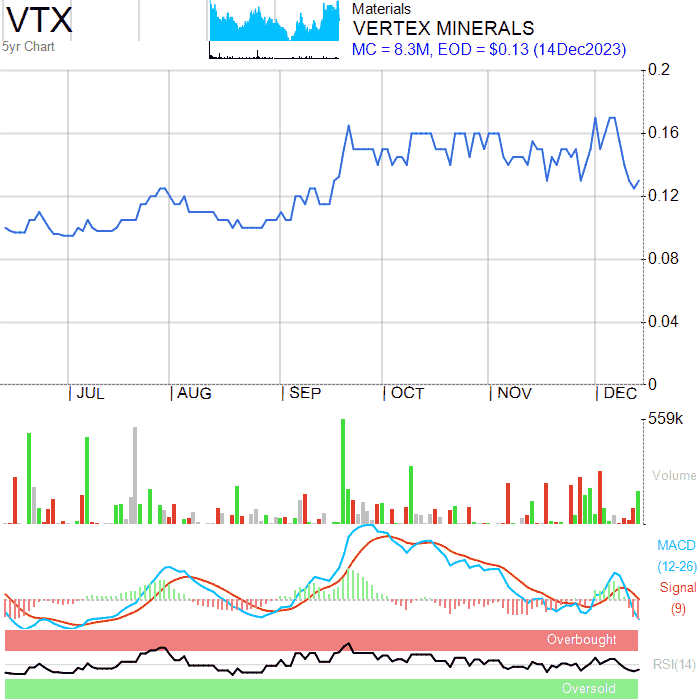 VTX
5yr Chart
Materials
VERTEX MINERALS
MC = 8.3M, EOD = $0.13 (14Dec2023)
0.2
0.16
0.12
0.08
0.04
0
JUL AUG SEP OCT NOV DEC
559k
Volume
MACD
(12-26)
Signal
(9)
Overbought
RSI(14)
Oversold